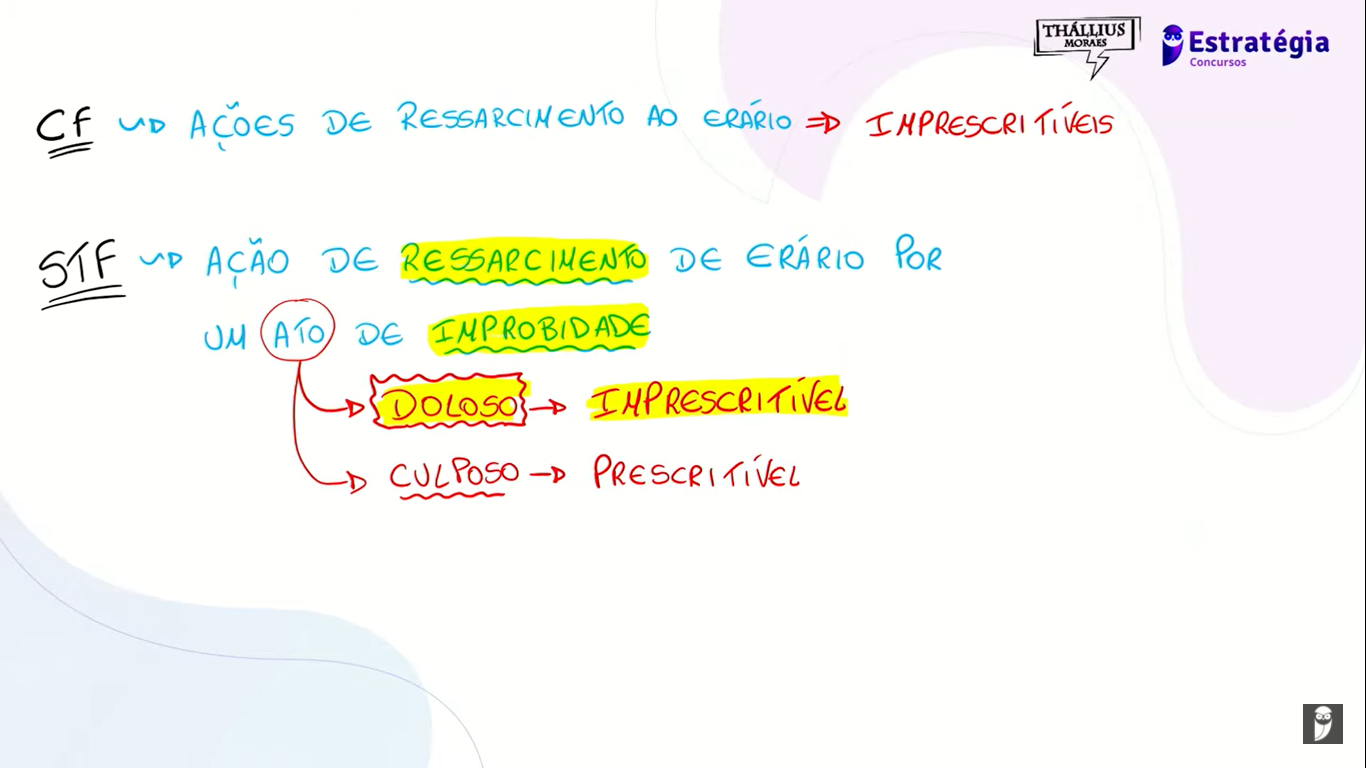 THÁLLIUS
MORAES
Estratégia
Concursos
CF → AÇÕES DE RESSARCIMENTO AO ERÁRIO ⇒ IMPRESCRITÍVEIS
STF → AÇÃO DE RESSARCIMENTO DE ERÁRIO POR
UM ATO DE IMPROBIDADE
→ DOLOSO → IMPRESCRITÍVEL
→ CULPOSO → PRESCRITÍVEL